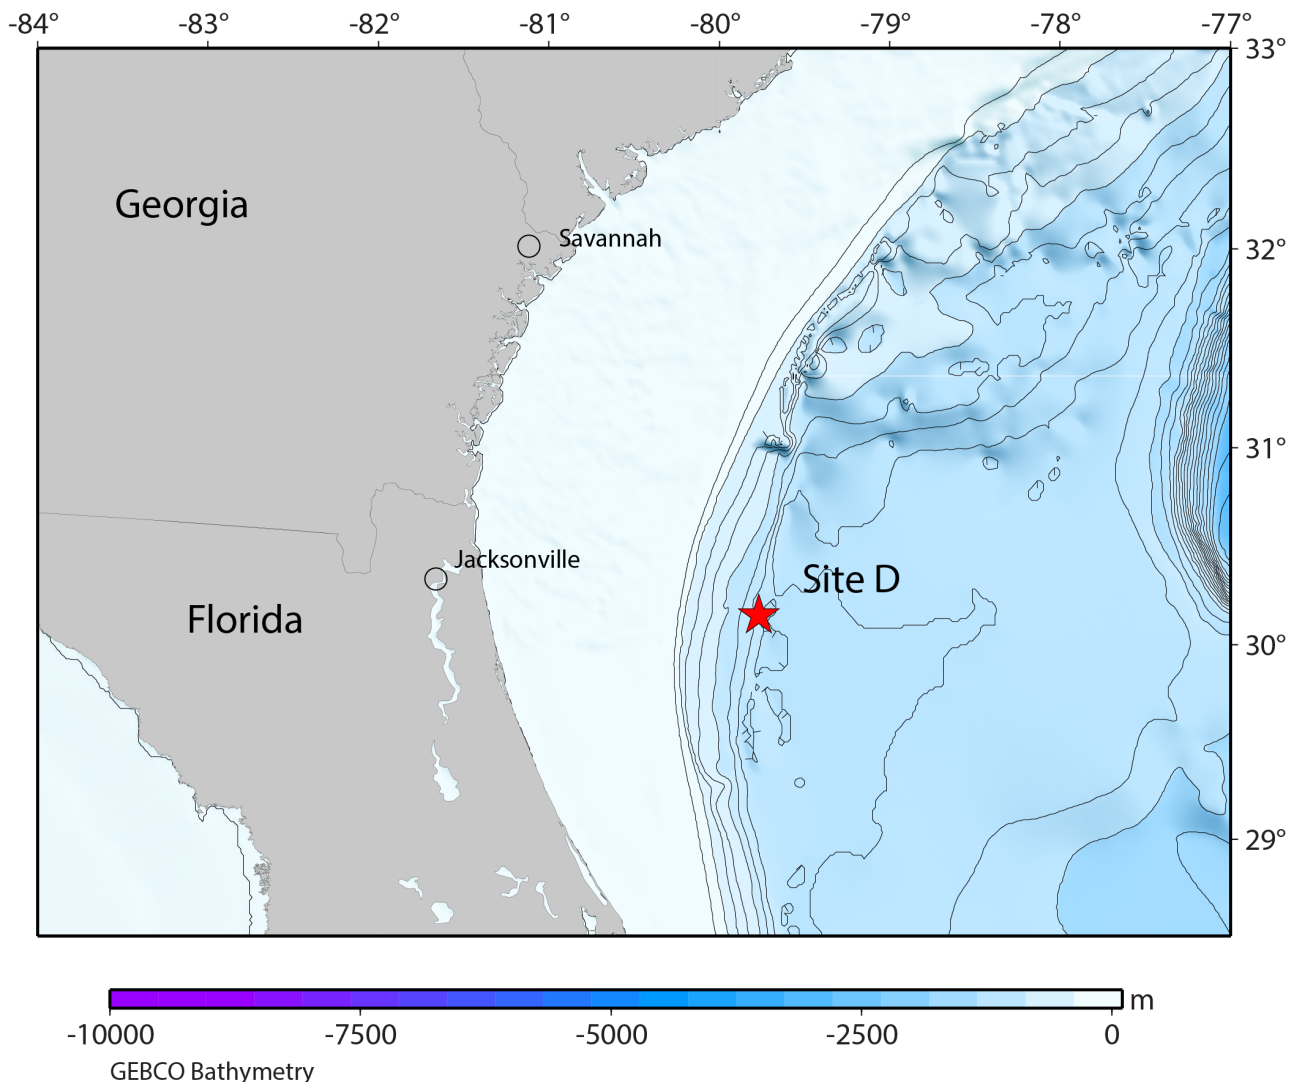 -84° -83° -82° -81° -80° -79° -78° -77°
33°
Georgia
Savannah
32°
31°
Jacksonville
Site D
Florida
30°
29°
m
-10000 -7500 -5000 -2500 0
GEBCO Bathymetry